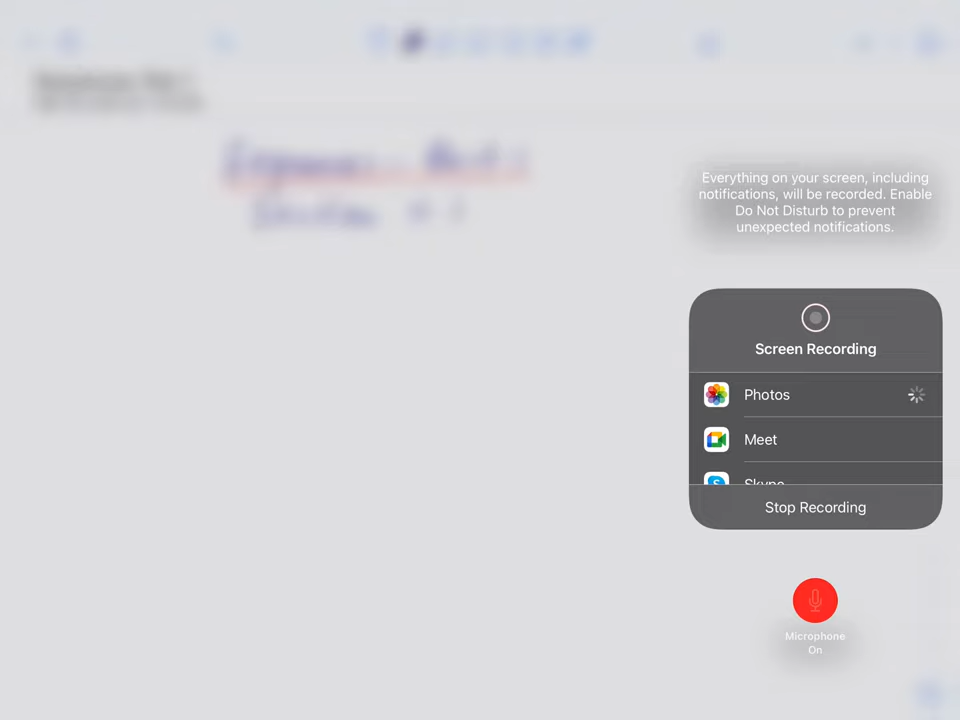 Everything on your screen, including
notifications, will be recorded. Enable
Do Not Disturb to prevent
unexpected notifications.
Screen Recording
Photos
Meet
Skype
Stop Recording
Microphone
On